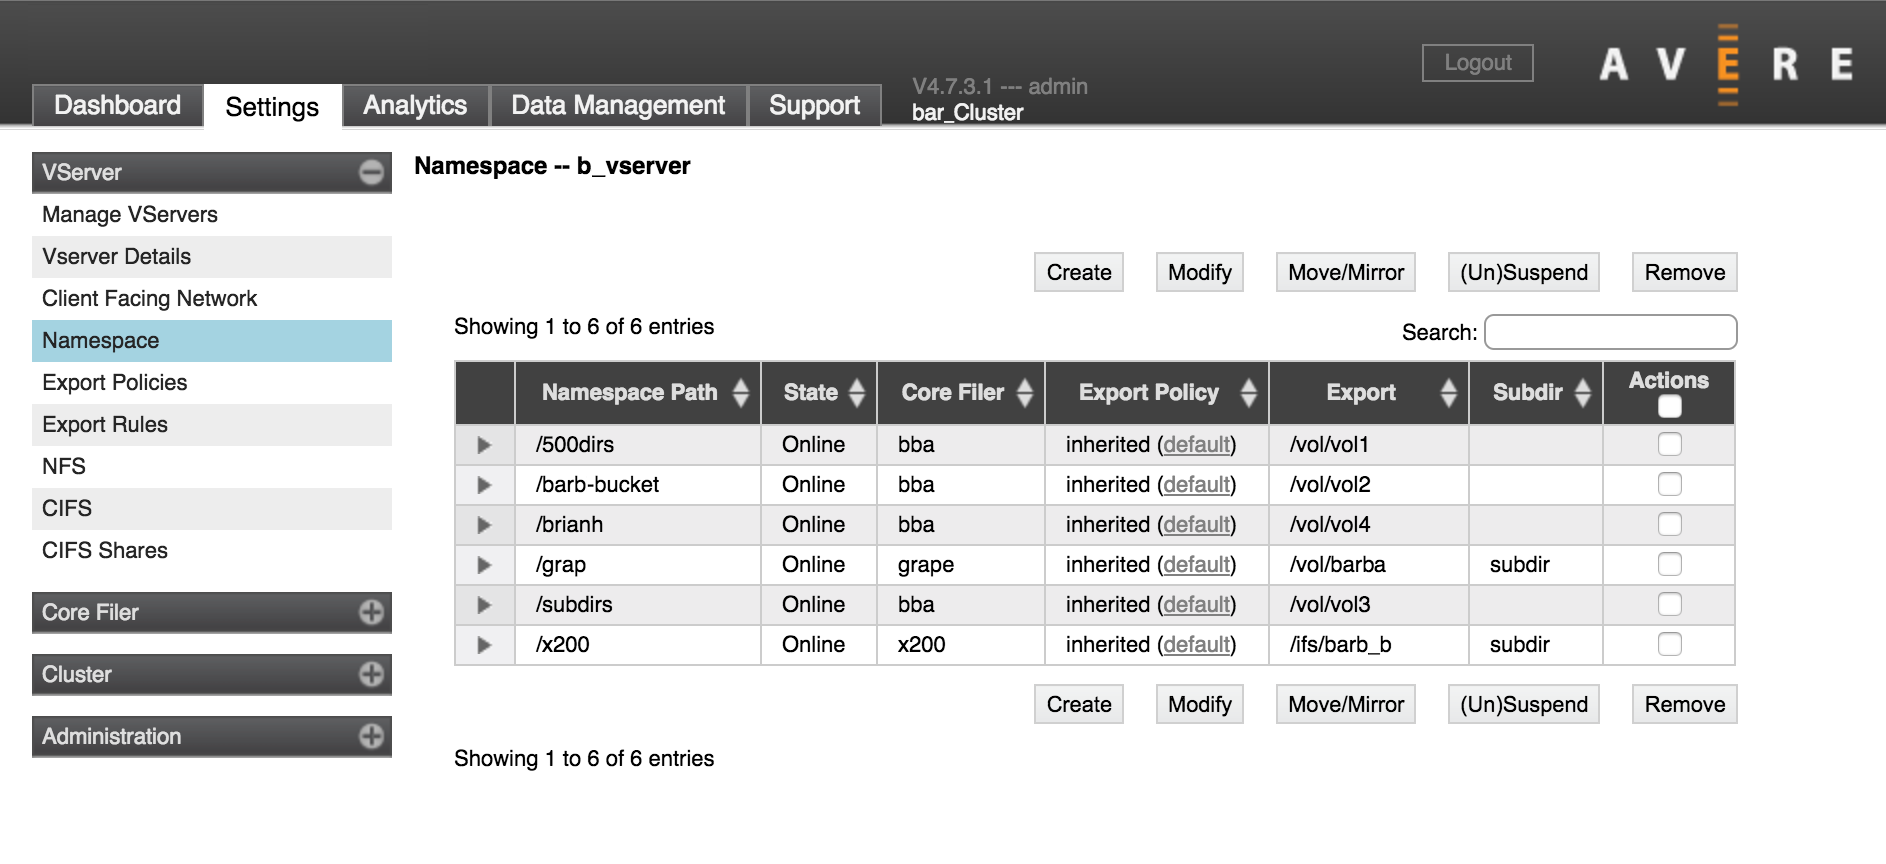 Logout
AVERE
V4.7.3.1 --- admin
Dashboard Settings Analytics Data Management Support bar_Cluster
VServer
Manage VServers
Vserver Details
Client Facing Network
Namespace
Export Policies
Export Rules
NFS
CIFS
CIFS Shares
Core Filer
Cluster
Administration
Namespace -- b_vserver
Create Modify Move/Mirror (Un)Suspend Remove
Showing 1 to 6 of 6 entries Search:
Namespace Path State Core Filer Export Policy Export Subdir Actions
/500dirs Online bba inherited (default) /vol/vol1
/barb-bucket Online bba inherited (default) /vol/vol2
/brianh Online bba inherited (default) /vol/vol4
/grap Online grape inherited (default) /vol/barba subdir
/subdirs Online bba inherited (default) /vol/vol3
/x200 Online x200 inherited (default) /ifs/barb_b subdir
Create Modify Move/Mirror (Un)Suspend Remove
Showing 1 to 6 of 6 entries